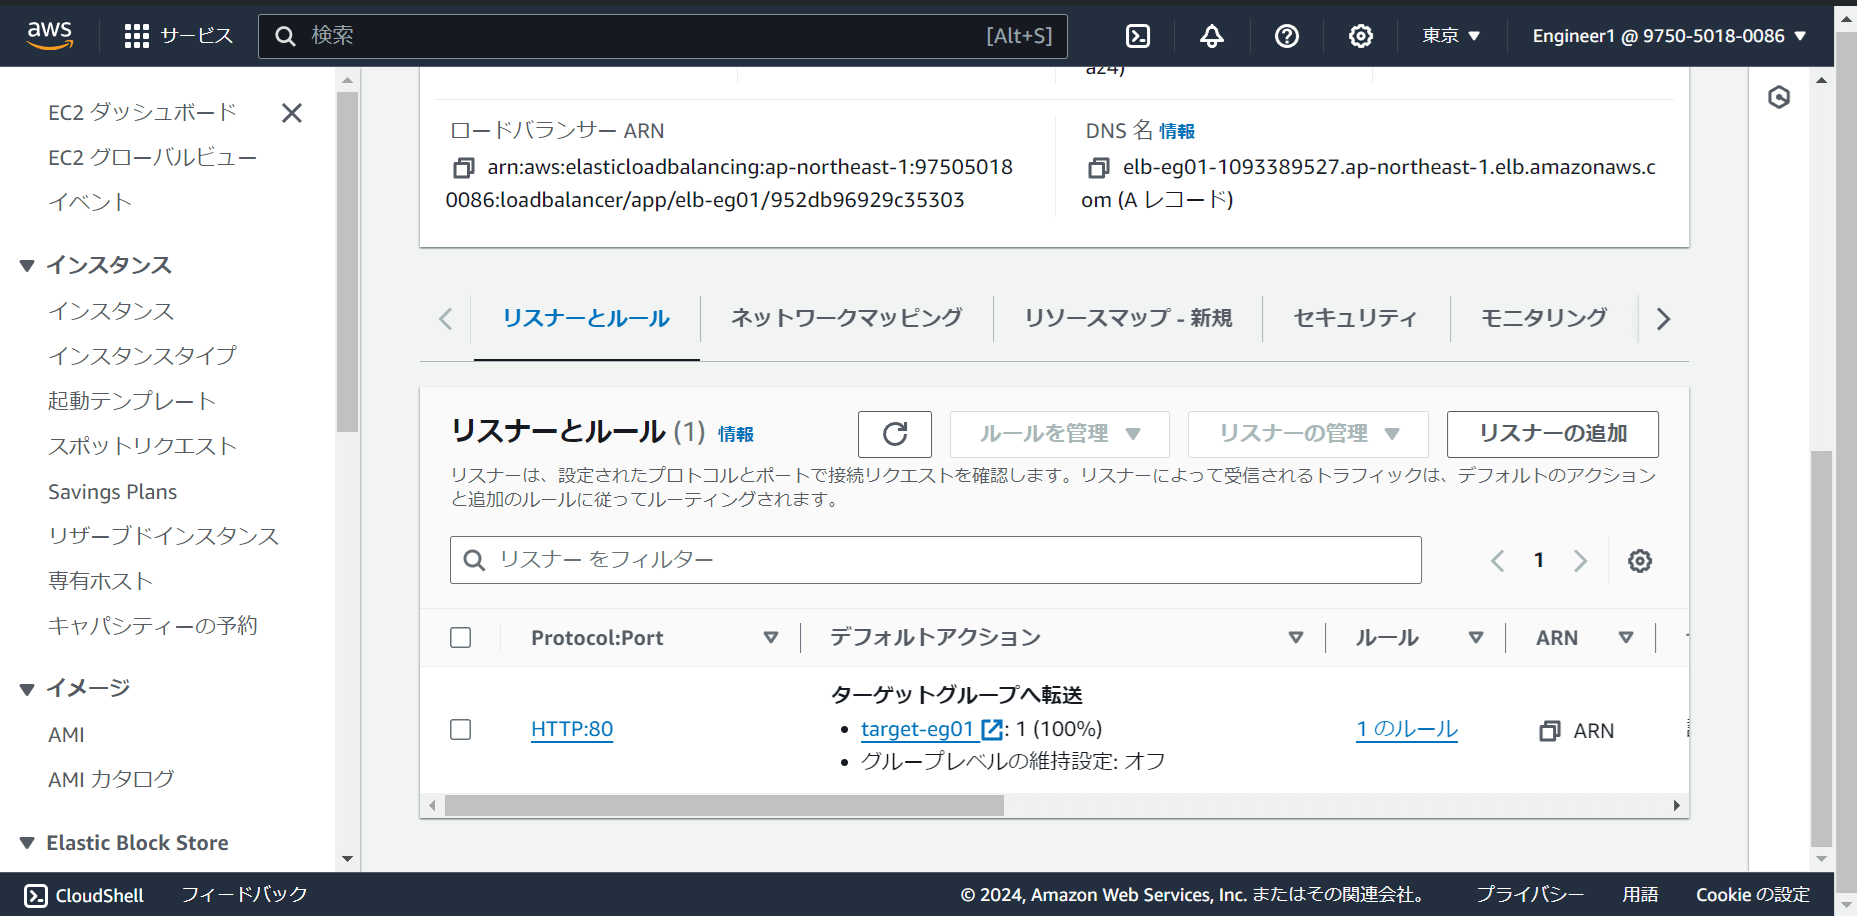 aws
サービス
検索
[Alt+S]
東京
Engineer1 @ 9750-5018-0086
EC2 ダッシュボード
EC2 グローバルビュー
イベント
インスタンス
インスタンス
インスタンスタイプ
起動テンプレート
スポットリクエスト
Savings Plans
リザーブドインスタンス
専有ホスト
キャパシティーの予約
イメージ
AMI
AMI カタログ
Elastic Block Store
az4)
ロードバランサー ARN
arn:aws:elasticloadbalancing:ap-northeast-1:97505018
0086:loadbalancer/app/elb-eg01/952db96929c35303
DNS 名 情報
elb-eg01-1093389527.ap-northeast-1.elb.amazonaws.c
om (A レコード)
リスナーとルール
ネットワークマッピング
リソースマップ - 新規
セキュリティ
モニタリング
リスナーとルール (1) 情報
ルールを管理
リスナーの管理
リスナーの追加
リスナーは、設定されたプロトコルとポートで接続リクエストを確認します。リスナーによって受信されるトラフィックは、デフォルトのアクション
と追加のルールに従ってルーティングされます。
リスナー をフィルター
1
Protocol:Port
デフォルトアクション
ルール
ARN
HTTP:80
ターゲットグループへ転送
• target-eg01 : 1 (100%)
• グループレベルの維持設定: オフ
1 のルール
ARN
CloudShell
フィードバック
© 2024, Amazon Web Services, Inc. またはその関連会社。
プライバシー
用語
Cookie の設定